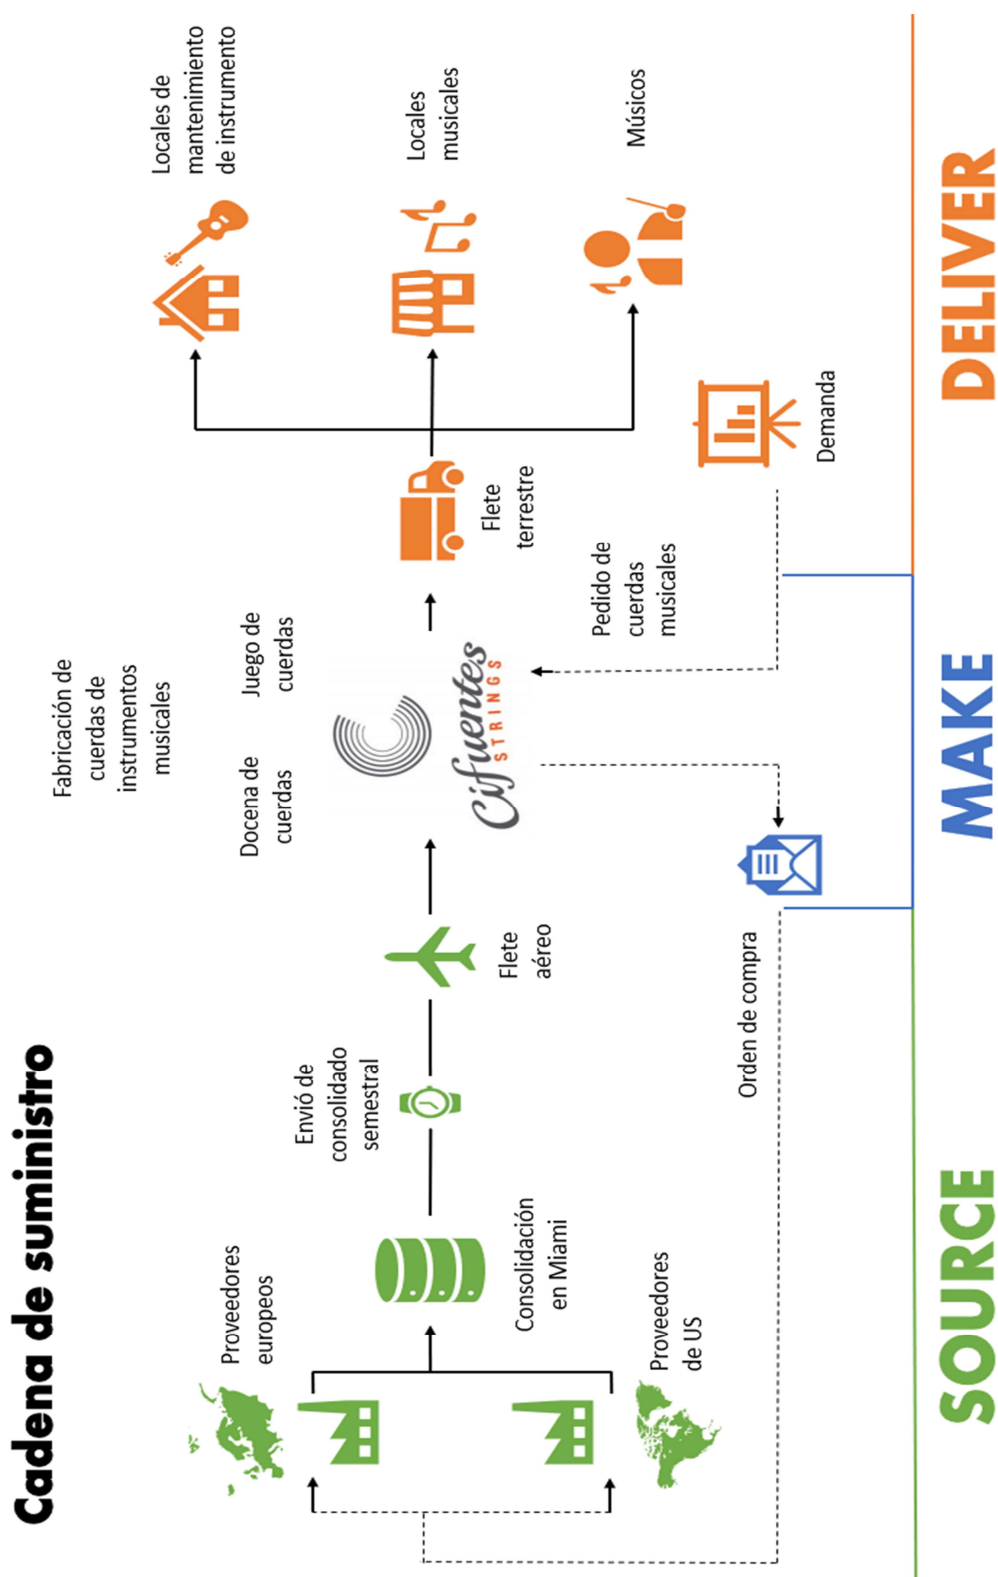 Cadena de suministro
Fabricación de
cuerdas de
instrumentos
musicales
Proveedores
europeos
Envió de
consolidado
semestral
Docena de
cuerdas
Juego de
cuerdas
Locales de
mantenimiento
de instrumento
Consolidación
en Miami
Flete
aéreo
Cifuentes
STRINGS
Flete
terrestre
Locales
musicales
Proveedores
de US
Pedido de
cuerdas
musicales
Músicos
Orden de compra
Demanda
SOURCE
MAKE
DELIVER